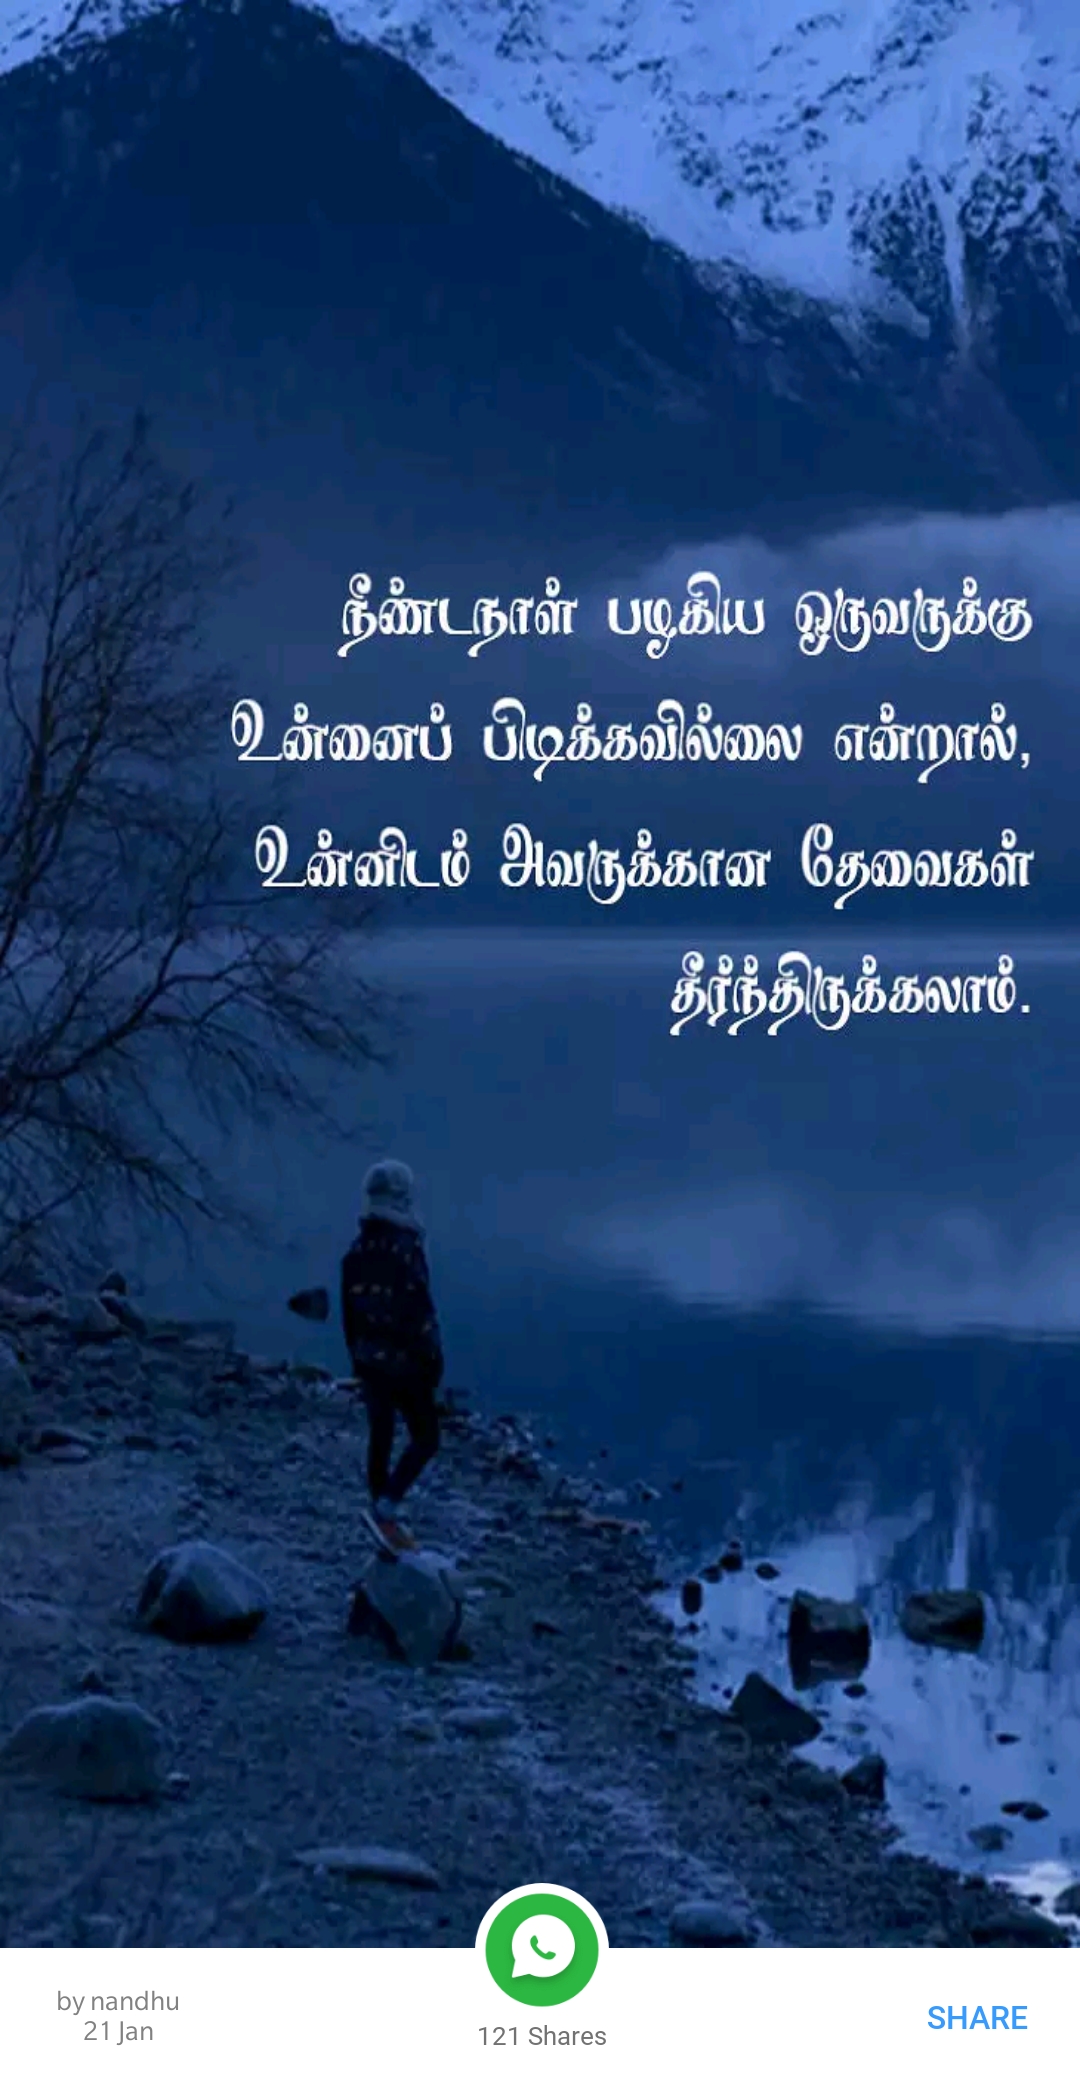 நீண்டநாள் பழகிய ஒருவருக்கு
உன்னைப் பிடிக்கவில்லை என்றால்,
உன்னிடம் அவருக்கான தேவைகள்
தீர்ந்திருக்கலாம்.
by nandhu
21 Jan
121 Shares
SHARE